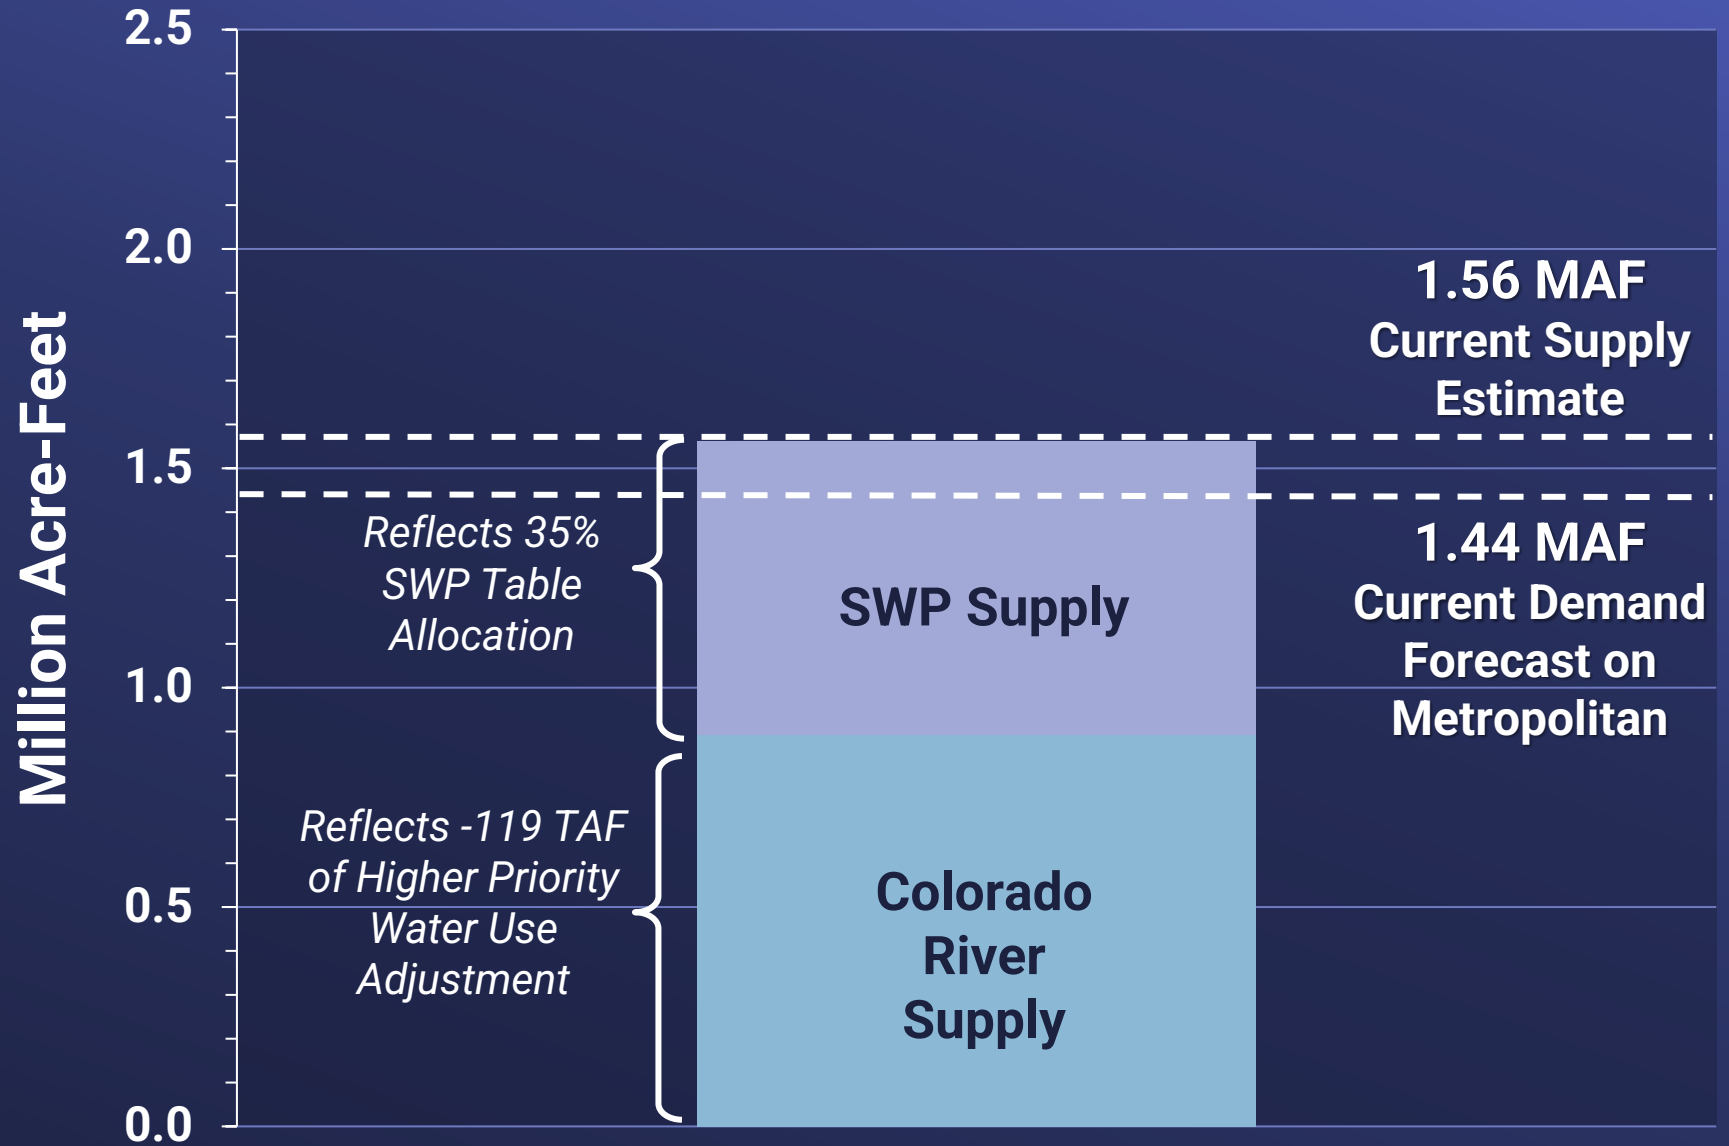 Million Acre-Feet
2.5
2.0
1.5
1.0
0.5
0.0
1.56 MAF
Current Supply
Estimate
1.44 MAF
Current Demand
Forecast on
Metropolitan
Reflects 35%
SWP Table
Allocation
SWP Supply
Reflects -119 TAF
of Higher Priority
Water Use
Adjustment
Colorado
River
Supply